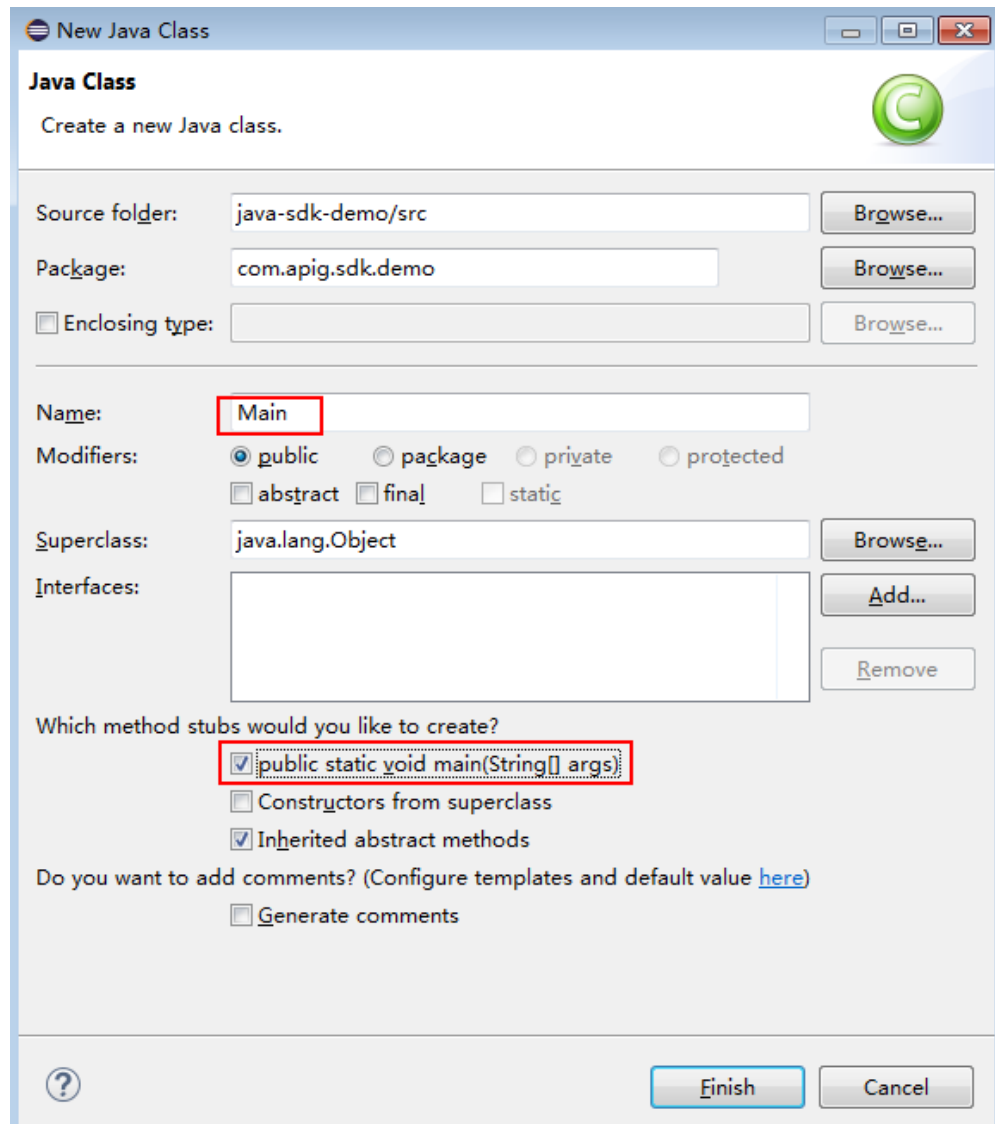 New Java Class
Java Class
Create a new Java class.
Source folder: java-sdk-demo/src Browse...
Package: com.apig.sdk.demo Browse...
Enclosing type: Browse...
Name: Main
Modifiers: public package private protected
abstract final static
Superclass: java.lang.Object Browse...
Interfaces: Add...
Remove
Which method stubs would you like to create?
public static void main(String[] args)
Constructors from superclass
Inherited abstract methods
Do you want to add comments? (Configure templates and default value here)
Generate comments
? Finish Cancel